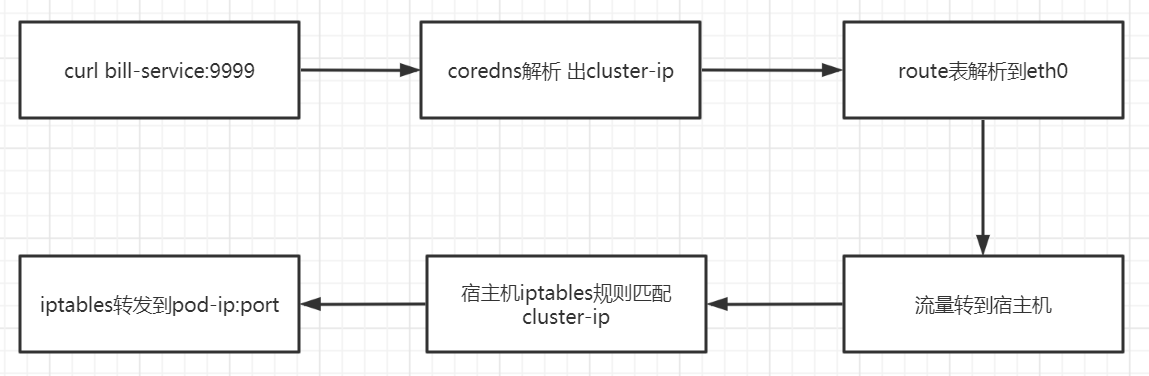 curl bill-service:9999
coredns解析 出cluster-ip
route表解析到eth0
流量转到宿主机
宿主机iptables规则匹配
cluster-ip
iptables转发到pod-ip:port